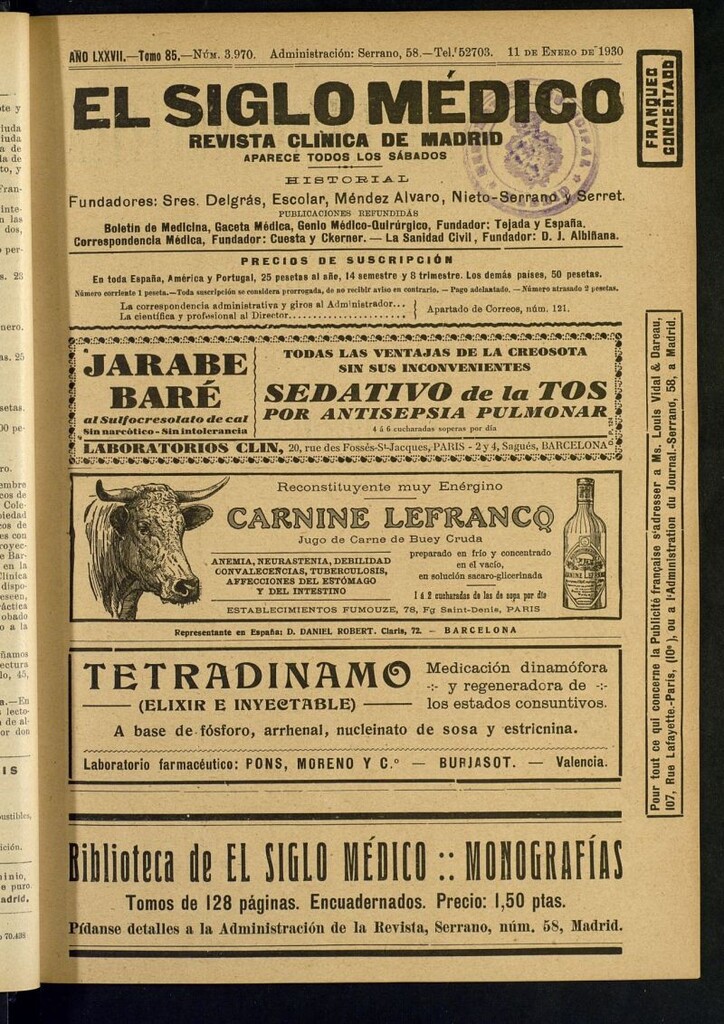 AÑO LXXVII.—Tomo 85.—NÚM. 3.970. Administración: Serrano, 58.—Tel.º 52703. 11 DE ENERO DE 1930
EL SIGLO MÉDICO
REVISTA CLINICA DE MADRID
APARECE TODOS LOS SÁBADOS
FRANQUEO
CONCERTADO
HISTORIAL
Fundadores: Sres. Delgrás, Escolar, Méndez Alvaro, Nieto-Serrano y Serret.
PUBLICACIONES REFUNDIDAS
Boletín de Medicina, Gaceta Médica, Genio Médico-Quirúrgico, Fundador: Tejada y España.
Correspondencia Médica, Fundador: Cuesta y Ckerner. — La Sanidad Civil, Fundador: D. J. Albiñana.
PRECIOS DE SUSCRIPCIÓN
En toda España, América y Portugal, 25 pesetas al año, 14 semestre y 8 trimestre. Los demás países, 50 pesetas.
Número corriente 1 peseta.—Toda suscripción se considera prorrogada, de no recibir aviso en contrario. — Pago adelantado. — Número atrasado 2 pesetas.
La correspondencia administrativa y giros al Administrador...
La científica y profesional al Director......................
Apartado de Correos, núm. 121.
JARABE
BARÉ
al Sulfocresolato de cal
Sin narcótico - Sin intolerancia
TODAS LAS VENTAJAS DE LA CREOSOTA
SIN SUS INCONVENIENTES
SEDATIVO de la TOS
POR ANTISEPSIA PULMONAR
4 á 6 cucharadas soperas por día
LABORATORIOS CLIN, 20, rue des Fossés-St-Jacques, PARIS - 2 y 4, Sagués, BARCELONA
Reconstituyente muy Enérgino
CARNINE LEFRANCQ
Jugo de Carne de Buey Cruda
ANEMIA, NEURASTENIA, DEBILIDAD
CONVALECENCIAS, TUBERCULOSIS,
AFFECCIONES DEL ESTÓMAGO
Y DEL INTESTINO
preparado en frío y concentrado
en el vacío,
en solución sacaro-glicerinada
1 á 2 cucharadas de las de sopa por día
ESTABLECIMIENTOS FUMOUZE, 78, Fg Saint-Denis, PARIS
Representante en España: D. DANIEL ROBERT. Claris, 72. — BARCELONA
TETRADINAMO
(ELIXIR E INYECTABLE)
Medicación dinamófora
-:- y regeneradora de -:-
los estados consuntivos.
A base de fósforo, arrhenal, nucleinato de sosa y estricnina.
Laboratorio farmacéutico: PONS, MORENO Y C.º — BURJASOT. — Valencia.
Biblioteca de EL SIGLO MÉDICO :: MONOGRAFÍAS
Tomos de 128 páginas. Encuadernados. Precio: 1,50 ptas.
Pídanse detalles a la Administración de la Revista, Serrano, núm. 58, Madrid.
Pour tout ce qui concerne la Publicité française s'adresser a Ms. Louis Vidal & Dareau,
107, Rue Lafayette.-Paris, (10e), ou a l'Administration du Journal-Serrano, 58, a Madrid.